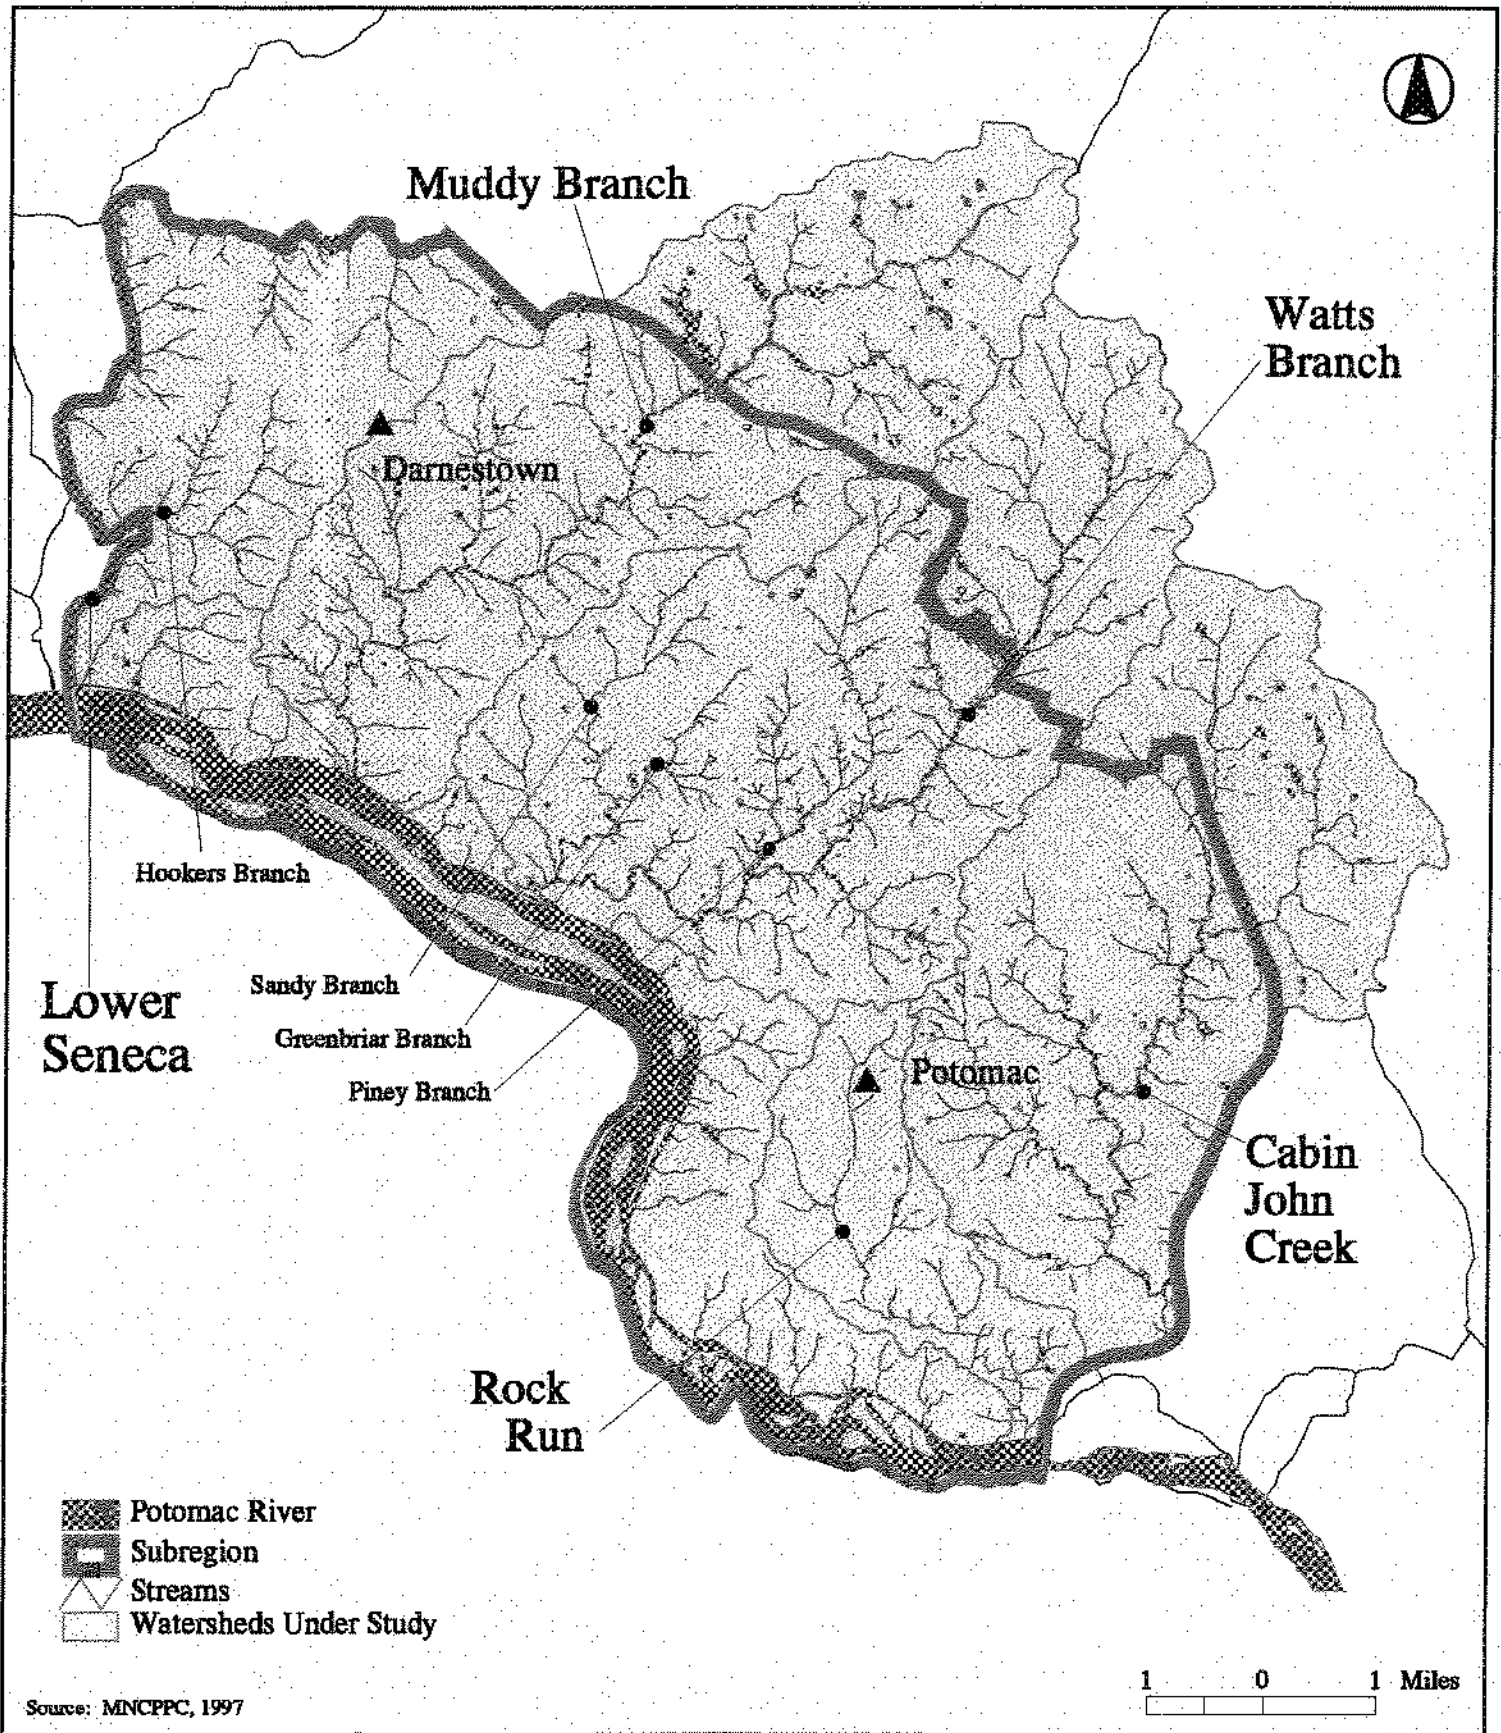 Muddy Branch
Watts
Branch
Darnestown
Hookers Branch
Lower
Seneca
Sandy Branch
Greenbriar Branch
Piney Branch
Potomac
Cabin
John
Creek
Rock
Run
Potomac River
Subregion
Streams
Watersheds Under Study
1 0 1 Miles
Source: MNCPPC, 1997